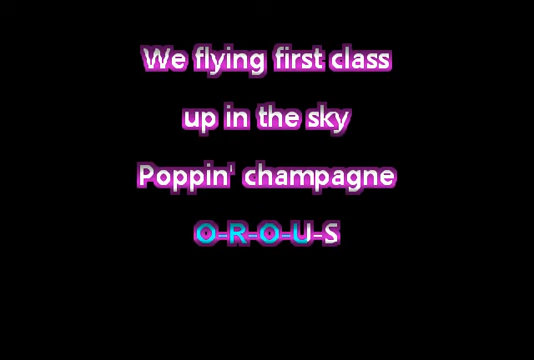 We flying first class
up in the sky
Poppin' champagne
O-R-O-U-S